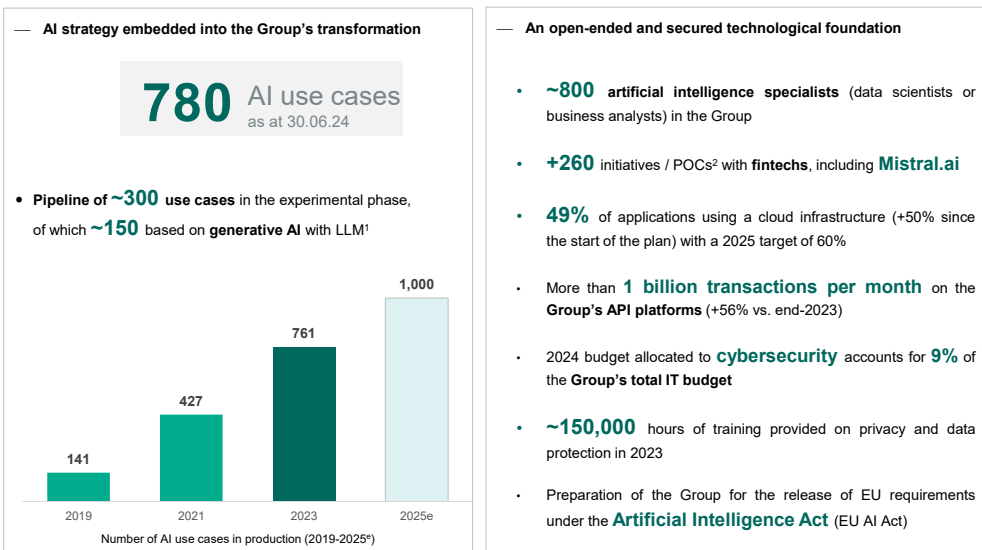 — AI strategy embedded into the Group's transformation
780 AI use cases
as at 30.06.24
• Pipeline of ~300 use cases in the experimental phase,
of which ~150 based on generative AI with LLM¹
1,000
761
427
141
2019 2021 2023 2025e
Number of AI use cases in production (2019-2025ᵉ)
— An open-ended and secured technological foundation
• ~800 artificial intelligence specialists (data scientists or
business analysts) in the Group
• +260 initiatives / POCs² with fintechs, including Mistral.ai
• 49% of applications using a cloud infrastructure (+50% since
the start of the plan) with a 2025 target of 60%
• More than 1 billion transactions per month on the
Group's API platforms (+56% vs. end-2023)
• 2024 budget allocated to cybersecurity accounts for 9% of
the Group's total IT budget
• ~150,000 hours of training provided on privacy and data
protection in 2023
• Preparation of the Group for the release of EU requirements
under the Artificial Intelligence Act (EU AI Act)